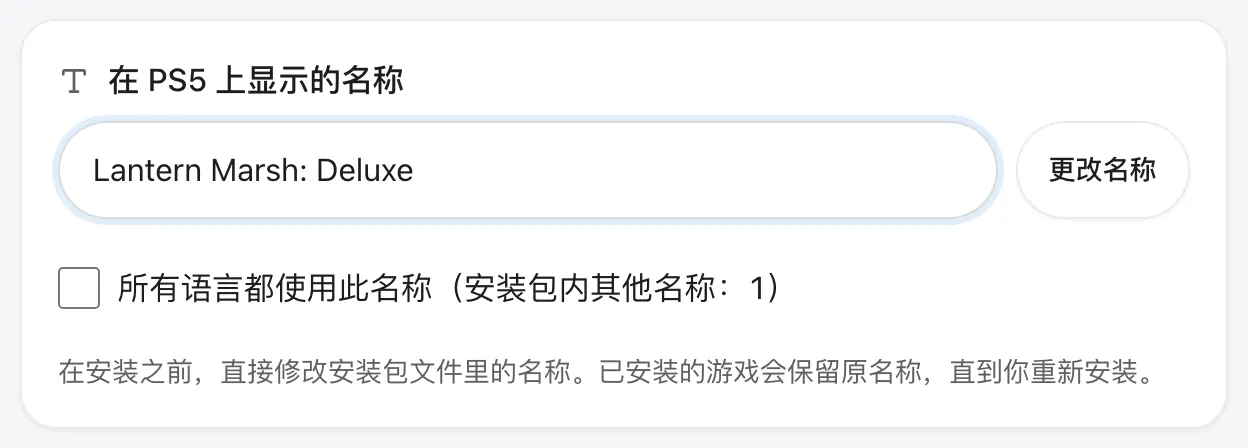 在 PS5 上显示的名称
Lantern Marsh: Deluxe
更改名称
所有语言都使用此名称（安装包内其他名称：1）
在安装之前，直接修改安装包文件里的名称。已安装的游戏会保留原名称，直到你重新安装。